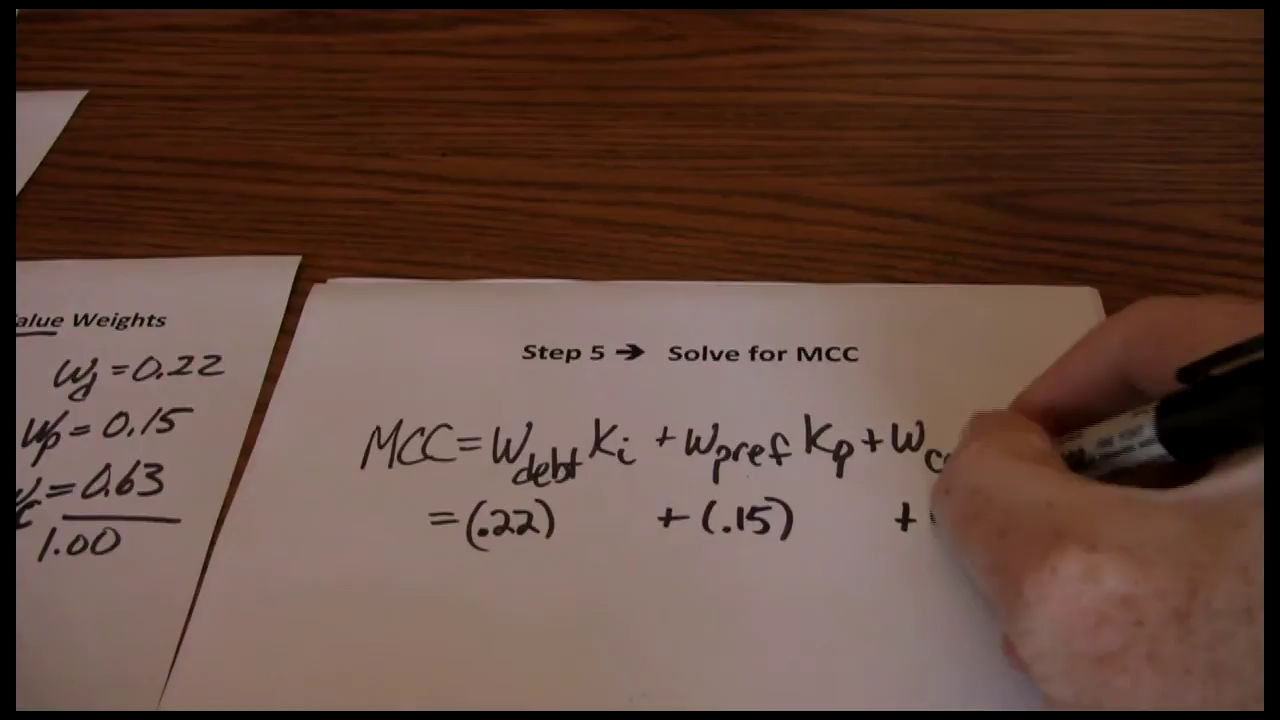 alue Weights
Wd = 0.22
Wp = 0.15
= 0.63
1.00
Step 5 → Solve for MCC
MCC = Wdebt Ki + Wpref Kp + W
= (.22) + (.15) +